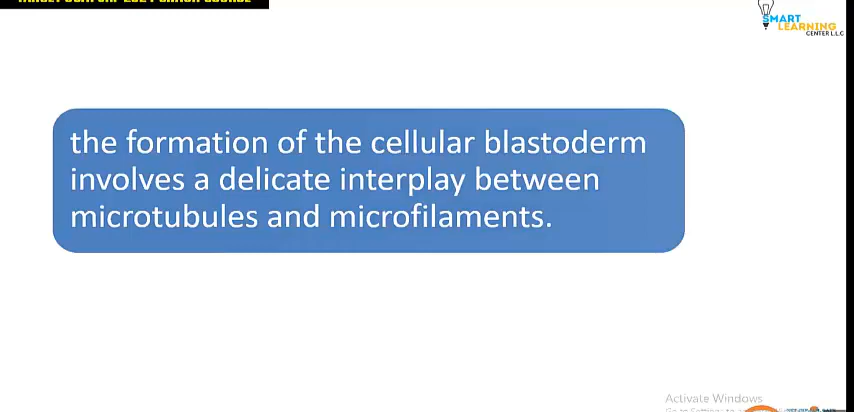 SMART
LEARNING
CENTER L.L.C
the formation of the cellular blastoderm
involves a delicate interplay between
microtubules and microfilaments.
Activate Windows